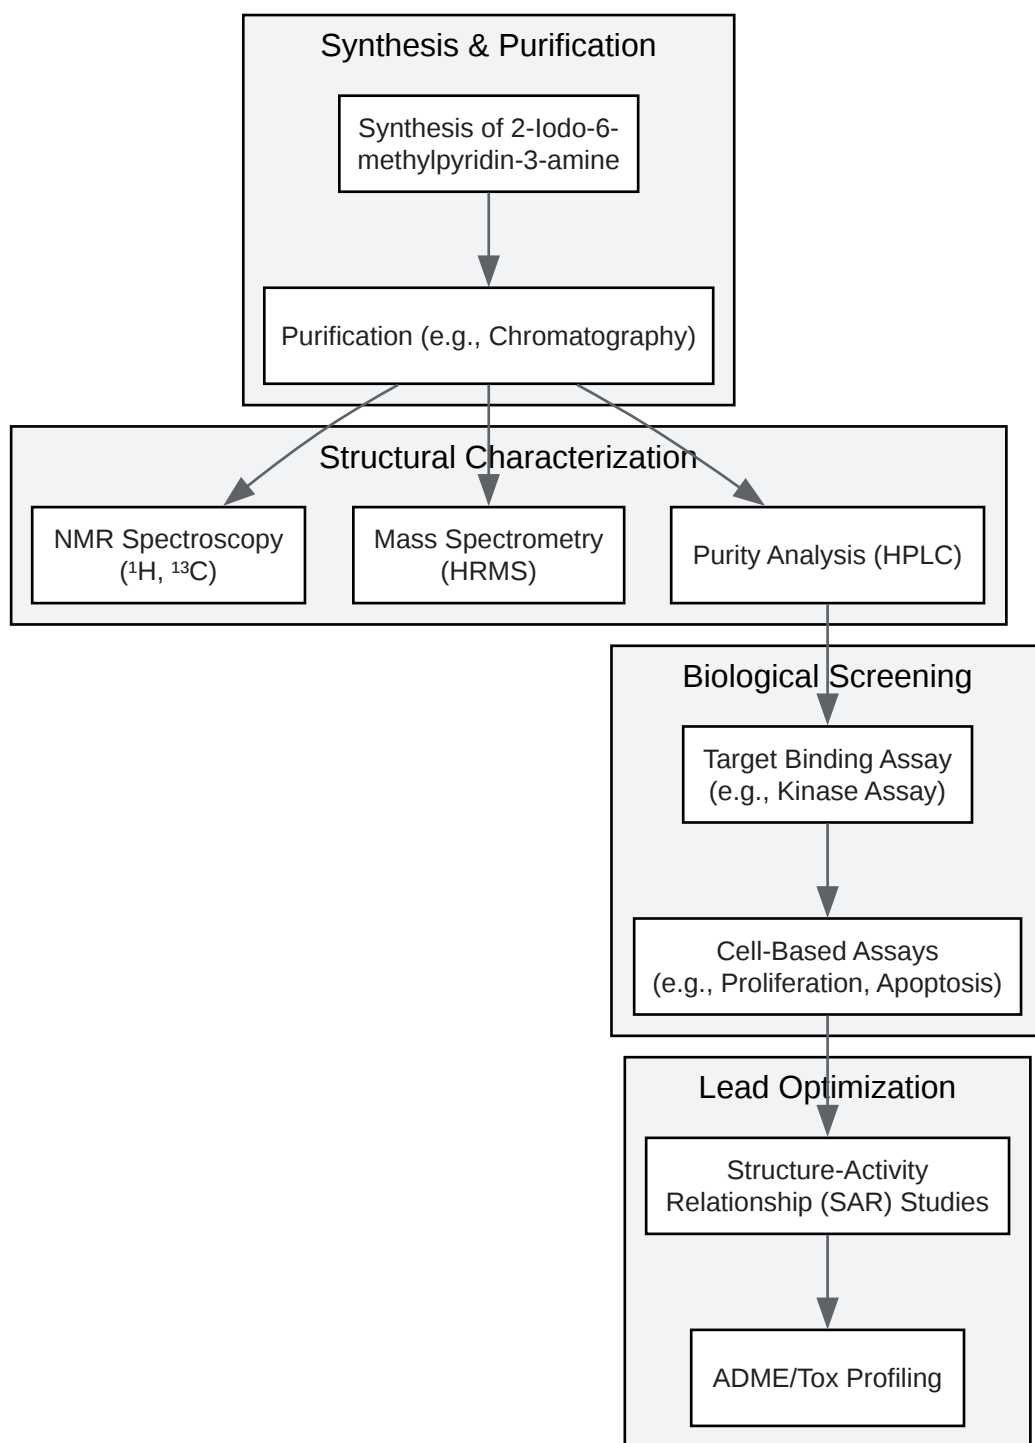 Synthesis & Purification
Synthesis of 2-Iodo-6-
methylpyridin-3-amine
Purification (e.g., Chromatography)
Structural Characterization
NMR Spectroscopy
(¹H, ¹³C)
Mass Spectrometry
(HRMS)
Purity Analysis (HPLC)
Biological Screening
Target Binding Assay
(e.g., Kinase Assay)
Cell-Based Assays
(e.g., Proliferation, Apoptosis)
Lead Optimization
Structure-Activity
Relationship (SAR) Studies
ADME/Tox Profiling